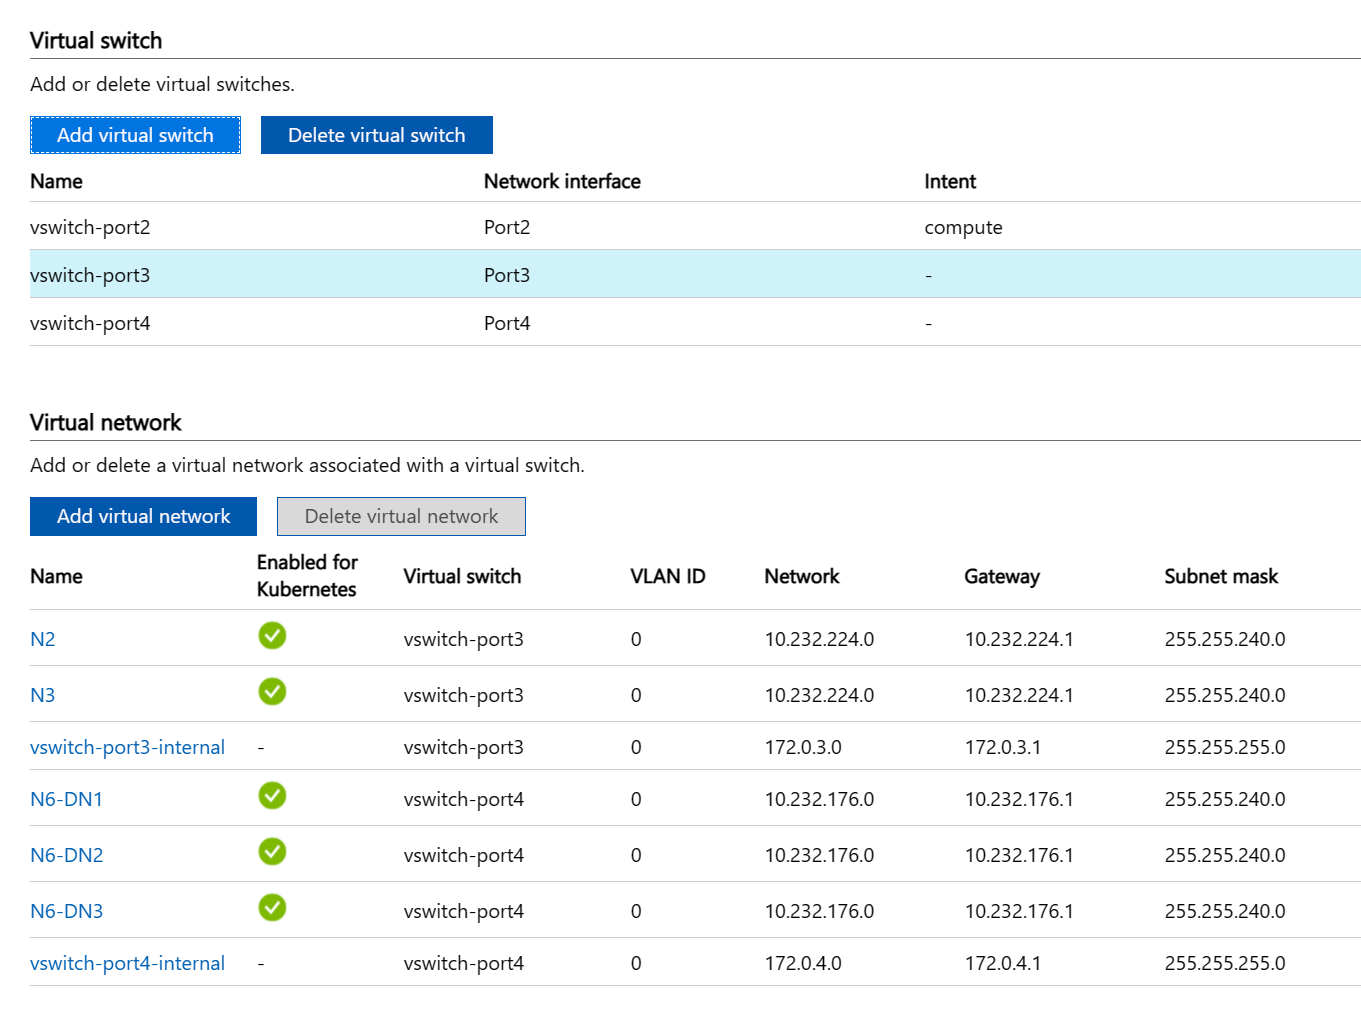 Virtual switch
Add or delete virtual switches.
Add virtual switch Delete virtual switch
Name Network interface Intent
vswitch-port2 Port2 compute
vswitch-port3 Port3 -
vswitch-port4 Port4 -
Virtual network
Add or delete a virtual network associated with a virtual switch.
Add virtual network Delete virtual network
Name Enabled for Kubernetes Virtual switch VLAN ID Network Gateway Subnet mask
N2 vswitch-port3 0 10.232.224.0 10.232.224.1 255.255.240.0
N3 vswitch-port3 0 10.232.224.0 10.232.224.1 255.255.240.0
vswitch-port3-internal - vswitch-port3 0 172.0.3.0 172.0.3.1 255.255.255.0
N6-DN1 vswitch-port4 0 10.232.176.0 10.232.176.1 255.255.240.0
N6-DN2 vswitch-port4 0 10.232.176.0 10.232.176.1 255.255.240.0
N6-DN3 vswitch-port4 0 10.232.176.0 10.232.176.1 255.255.240.0
vswitch-port4-internal - vswitch-port4 0 172.0.4.0 172.0.4.1 255.255.255.0